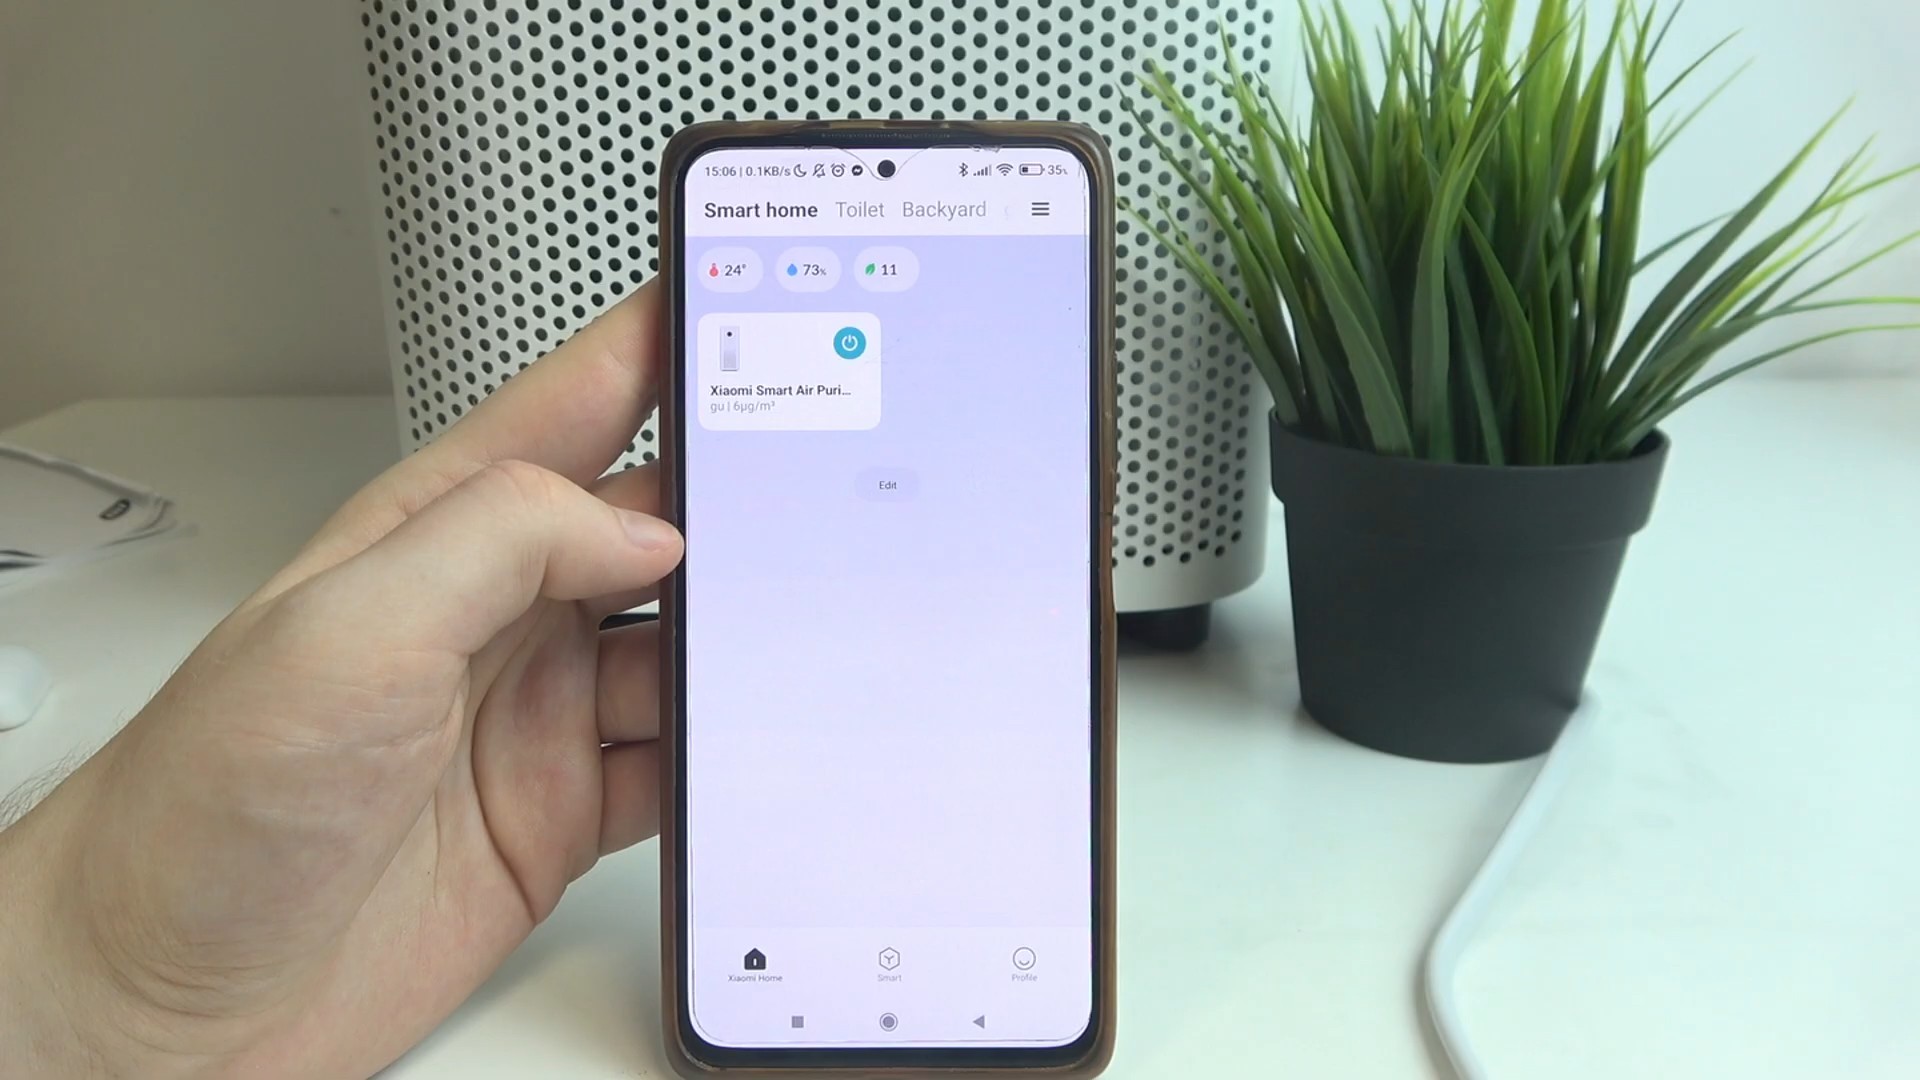 15:06 | 0.1KB/s 35%
Smart home Toilet Backyard
24° 73% 11
Xiaomi Smart Air Puri...
gu | 6µg/m³
Edit
Xiaomi Home Smart Profile